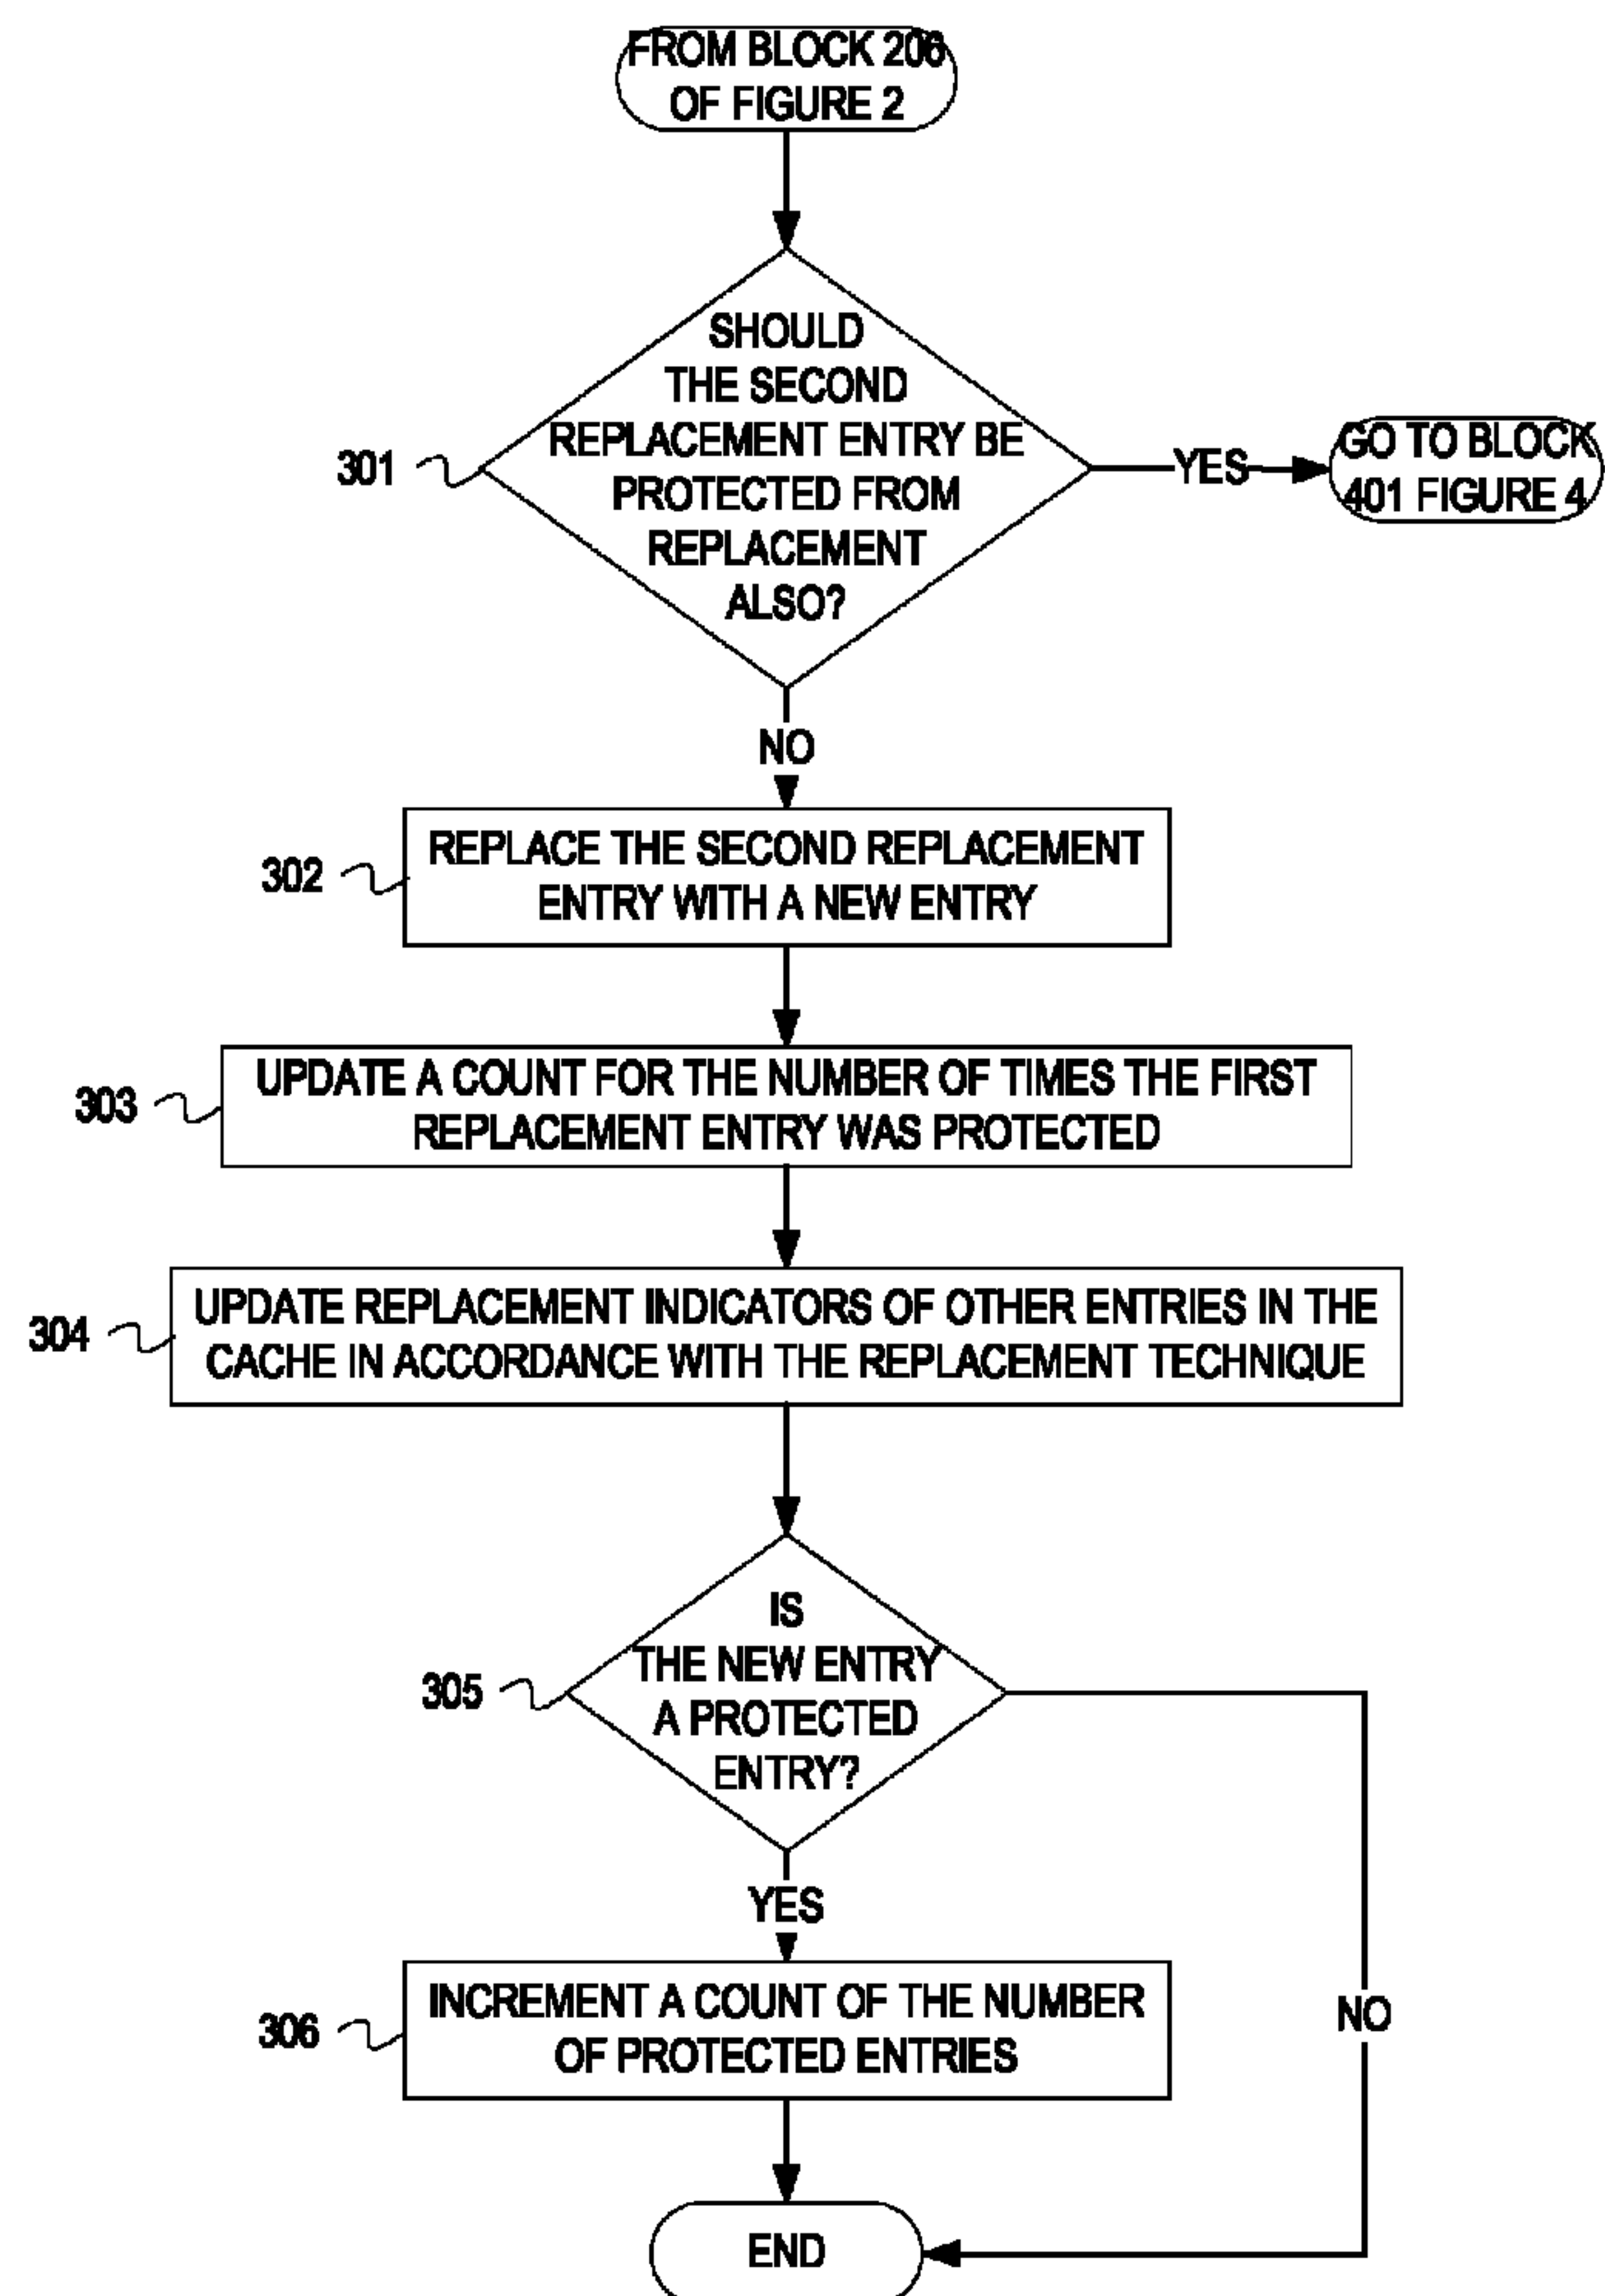 FROM BLOCK 206
OF FIGURE 2
SHOULD
THE SECOND
REPLACEMENT ENTRY BE
PROTECTED FROM
REPLACEMENT
ALSO?
301
YES
GO TO BLOCK
401 FIGURE 4
NO
302
REPLACE THE SECOND REPLACEMENT
ENTRY WITH A NEW ENTRY
303
UPDATE A COUNT FOR THE NUMBER OF TIMES THE FIRST
REPLACEMENT ENTRY WAS PROTECTED
304
UPDATE REPLACEMENT INDICATORS OF OTHER ENTRIES IN THE
CACHE IN ACCORDANCE WITH THE REPLACEMENT TECHNIQUE
305
IS
THE NEW ENTRY
A PROTECTED
ENTRY?
YES
306
INCREMENT A COUNT OF THE NUMBER
OF PROTECTED ENTRIES
NO
END